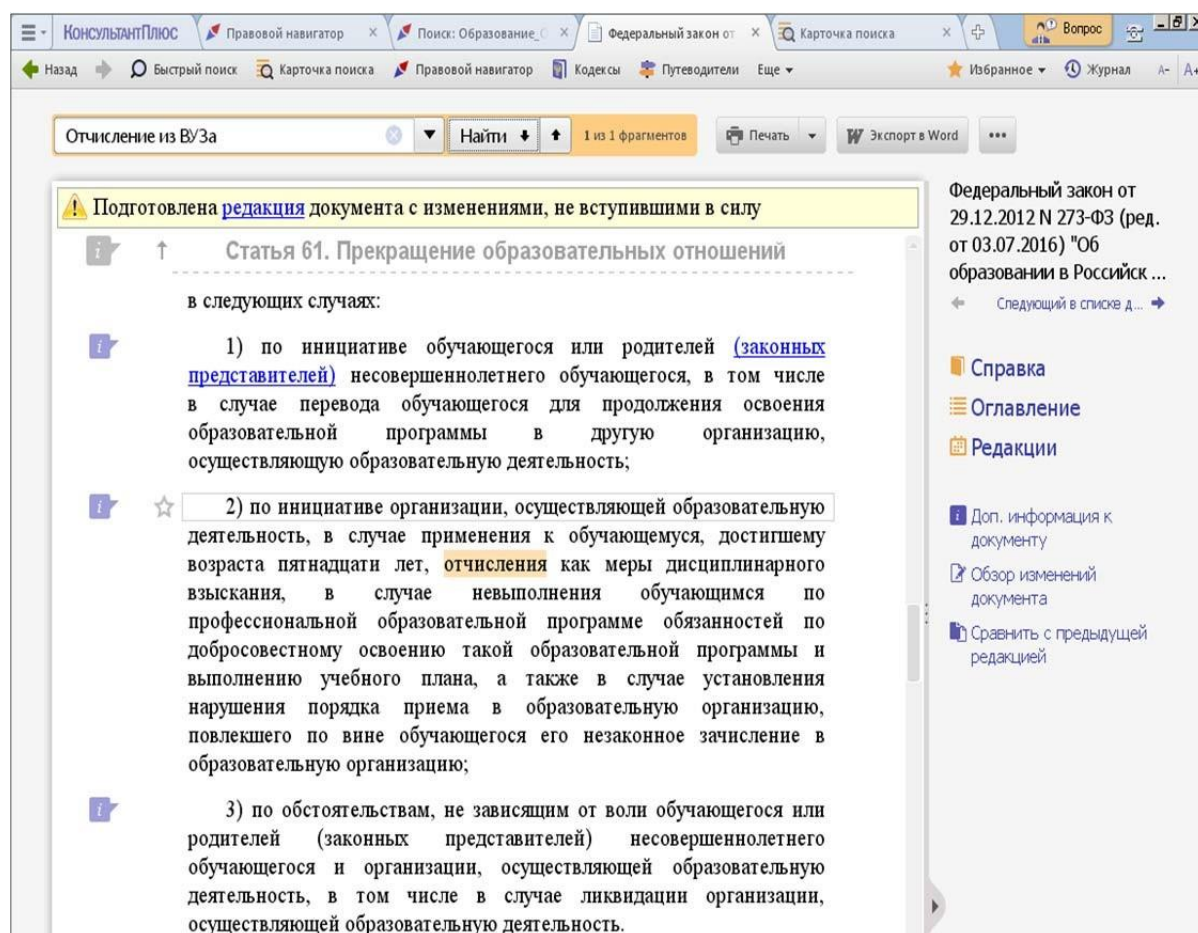 КонсультантПлюс
Правовой навигатор
Поиск: Образование_
Федеральный закон от
Карточка поиска
Вопрос
Назад
Быстрый поиск
Карточка поиска
Правовой навигатор
Кодексы
Путеводители
Еще
Избранное
Журнал
А-
А+
Отчисление из ВУЗа
Найти
1 из 1 фрагментов
Печать
Экспорт в Word
Подготовлена редакция документа с изменениями, не вступившими в силу
Статья 61. Прекращение образовательных отношений
в следующих случаях:
1) по инициативе обучающегося или родителей (законных
представителей) несовершеннолетнего обучающегося, в том числе
в случае перевода обучающегося для продолжения освоения
образовательной программы в другую организацию,
осуществляющую образовательную деятельность;
2) по инициативе организации, осуществляющей образовательную
деятельность, в случае применения к обучающемуся, достигшему
возраста пятнадцати лет, отчисления как меры дисциплинарного
взыскания, в случае невыполнения обучающимся по
профессиональной образовательной программе обязанностей по
добросовестному освоению такой образовательной программы и
выполнению учебного плана, а также в случае установления
нарушения порядка приема в образовательную организацию,
повлекшего по вине обучающегося его незаконное зачисление в
образовательную организацию;
3) по обстоятельствам, не зависящим от воли обучающегося или
родителей (законных представителей) несовершеннолетнего
обучающегося и организации, осуществляющей образовательную
деятельность, в том числе в случае ликвидации организации,
осуществляющей образовательную деятельность.
Федеральный закон от
29.12.2012 N 273-ФЗ (ред.
от 03.07.2016) "Об
образовании в Российск ...
Следующий в списке д...
Справка
Оглавление
Редакции
Доп. информация к
документу
Обзор изменений
документа
Сравнить с предыдущей
редакцией